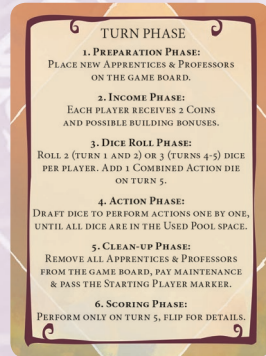 TURN PHASE
1. PREPARATION PHASE:
PLACE NEW APPRENTICES & PROFESSORS
ON THE GAME BOARD.
2. INCOME PHASE:
EACH PLAYER RECEIVES 2 COINS
AND POSSIBLE BUILDING BONUSES.
3. DICE ROLL PHASE:
ROLL 2 (TURN 1 AND 2) OR 3 (TURNS 4-5) DICE
PER PLAYER. ADD 1 COMBINED ACTION DIE
ON TURN 5.
4. ACTION PHASE:
DRAFT DICE TO PERFORM ACTIONS ONE BY ONE,
UNTIL ALL DICE ARE IN THE USED POOL SPACE.
5. CLEAN-UP PHASE:
REMOVE ALL APPRENTICES & PROFESSORS
FROM THE GAME BOARD, PAY MAINTENANCE
& PASS THE STARTING PLAYER MARKER.
6. SCORING PHASE:
PERFORM ONLY ON TURN 5, FLIP FOR DETAILS.